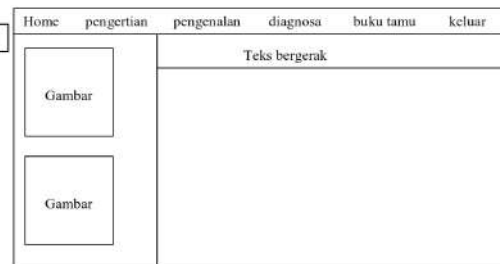 Home pengertian pengenalan diagnosa buku tamu keluar
Teks bergerak
Gambar
Gambar